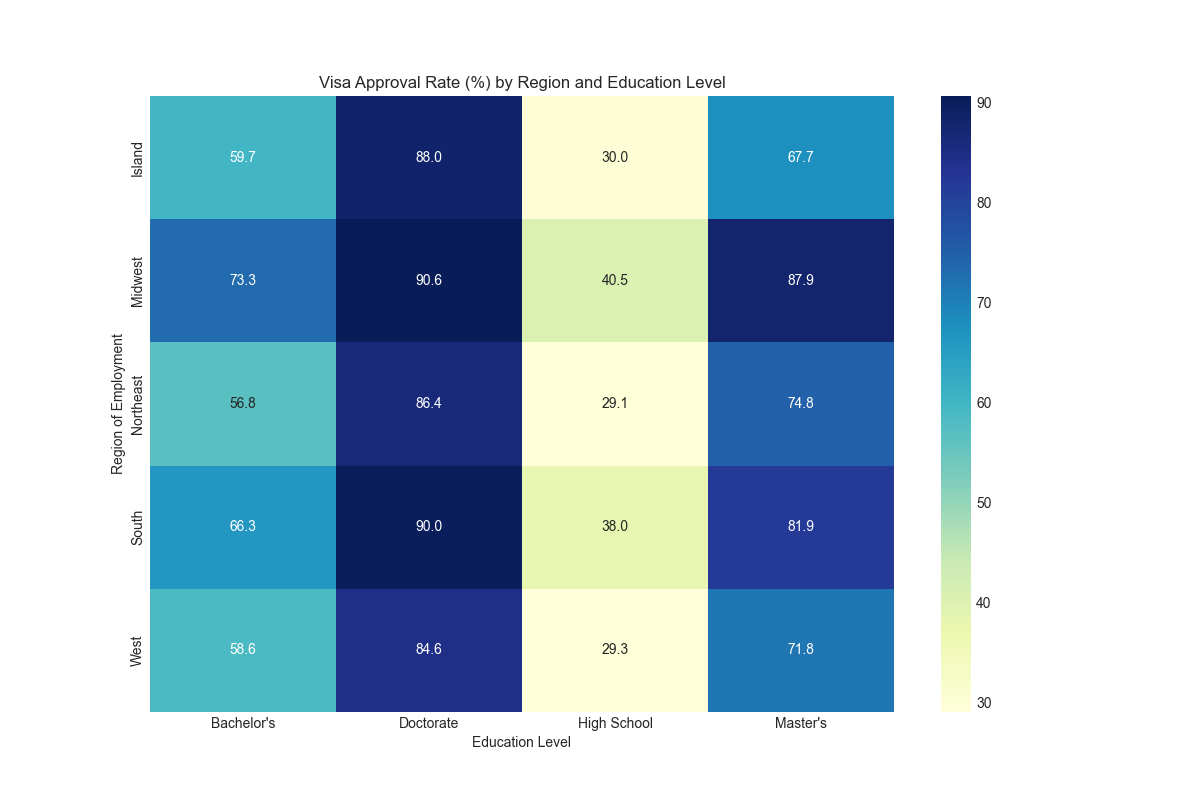 Visa Approval Rate (%) by Region and Education Level
Region of Employment
Island
59.7 88.0 30.0 67.7
Midwest
73.3 90.6 40.5 87.9
Northeast
56.8 86.4 29.1 74.8
South
66.3 90.0 38.0 81.9
West
58.6 84.6 29.3 71.8
Bachelor's Doctorate High School Master's
Education Level
90
80
70
60
50
40
30